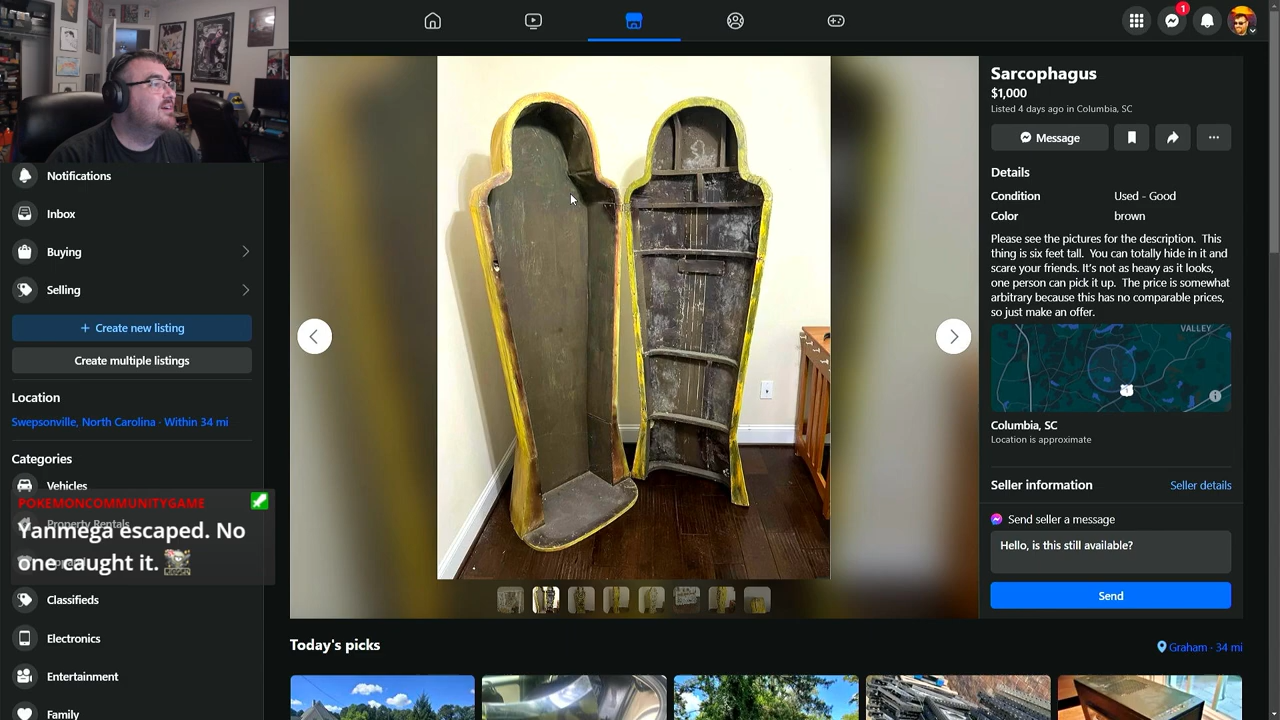 1
Notifications
Inbox
Buying
Selling
+ Create new listing
Create multiple listings
Location
Swepsonville, North Carolina · Within 34 mi
Categories
Vehicles
POKEMONCOMMUNITYGAME
Property Rentals
Yanmega escaped. No
one caught it.
Classifieds
Electronics
Entertainment
Family
Sarcophagus
$1,000
Listed 4 days ago in Columbia, SC
Message
Details
Condition Used - Good
Color brown
Please see the pictures for the description. This
thing is six feet tall. You can totally hide in it and
scare your friends. It's not as heavy as it looks,
one person can pick it up. The price is somewhat
arbitrary because this has no comparable prices,
so just make an offer.
VALLEY
Columbia, SC
Location is approximate
Seller information Seller details
Send seller a message
Hello, is this still available?
Send
Today's picks
Graham · 34 mi